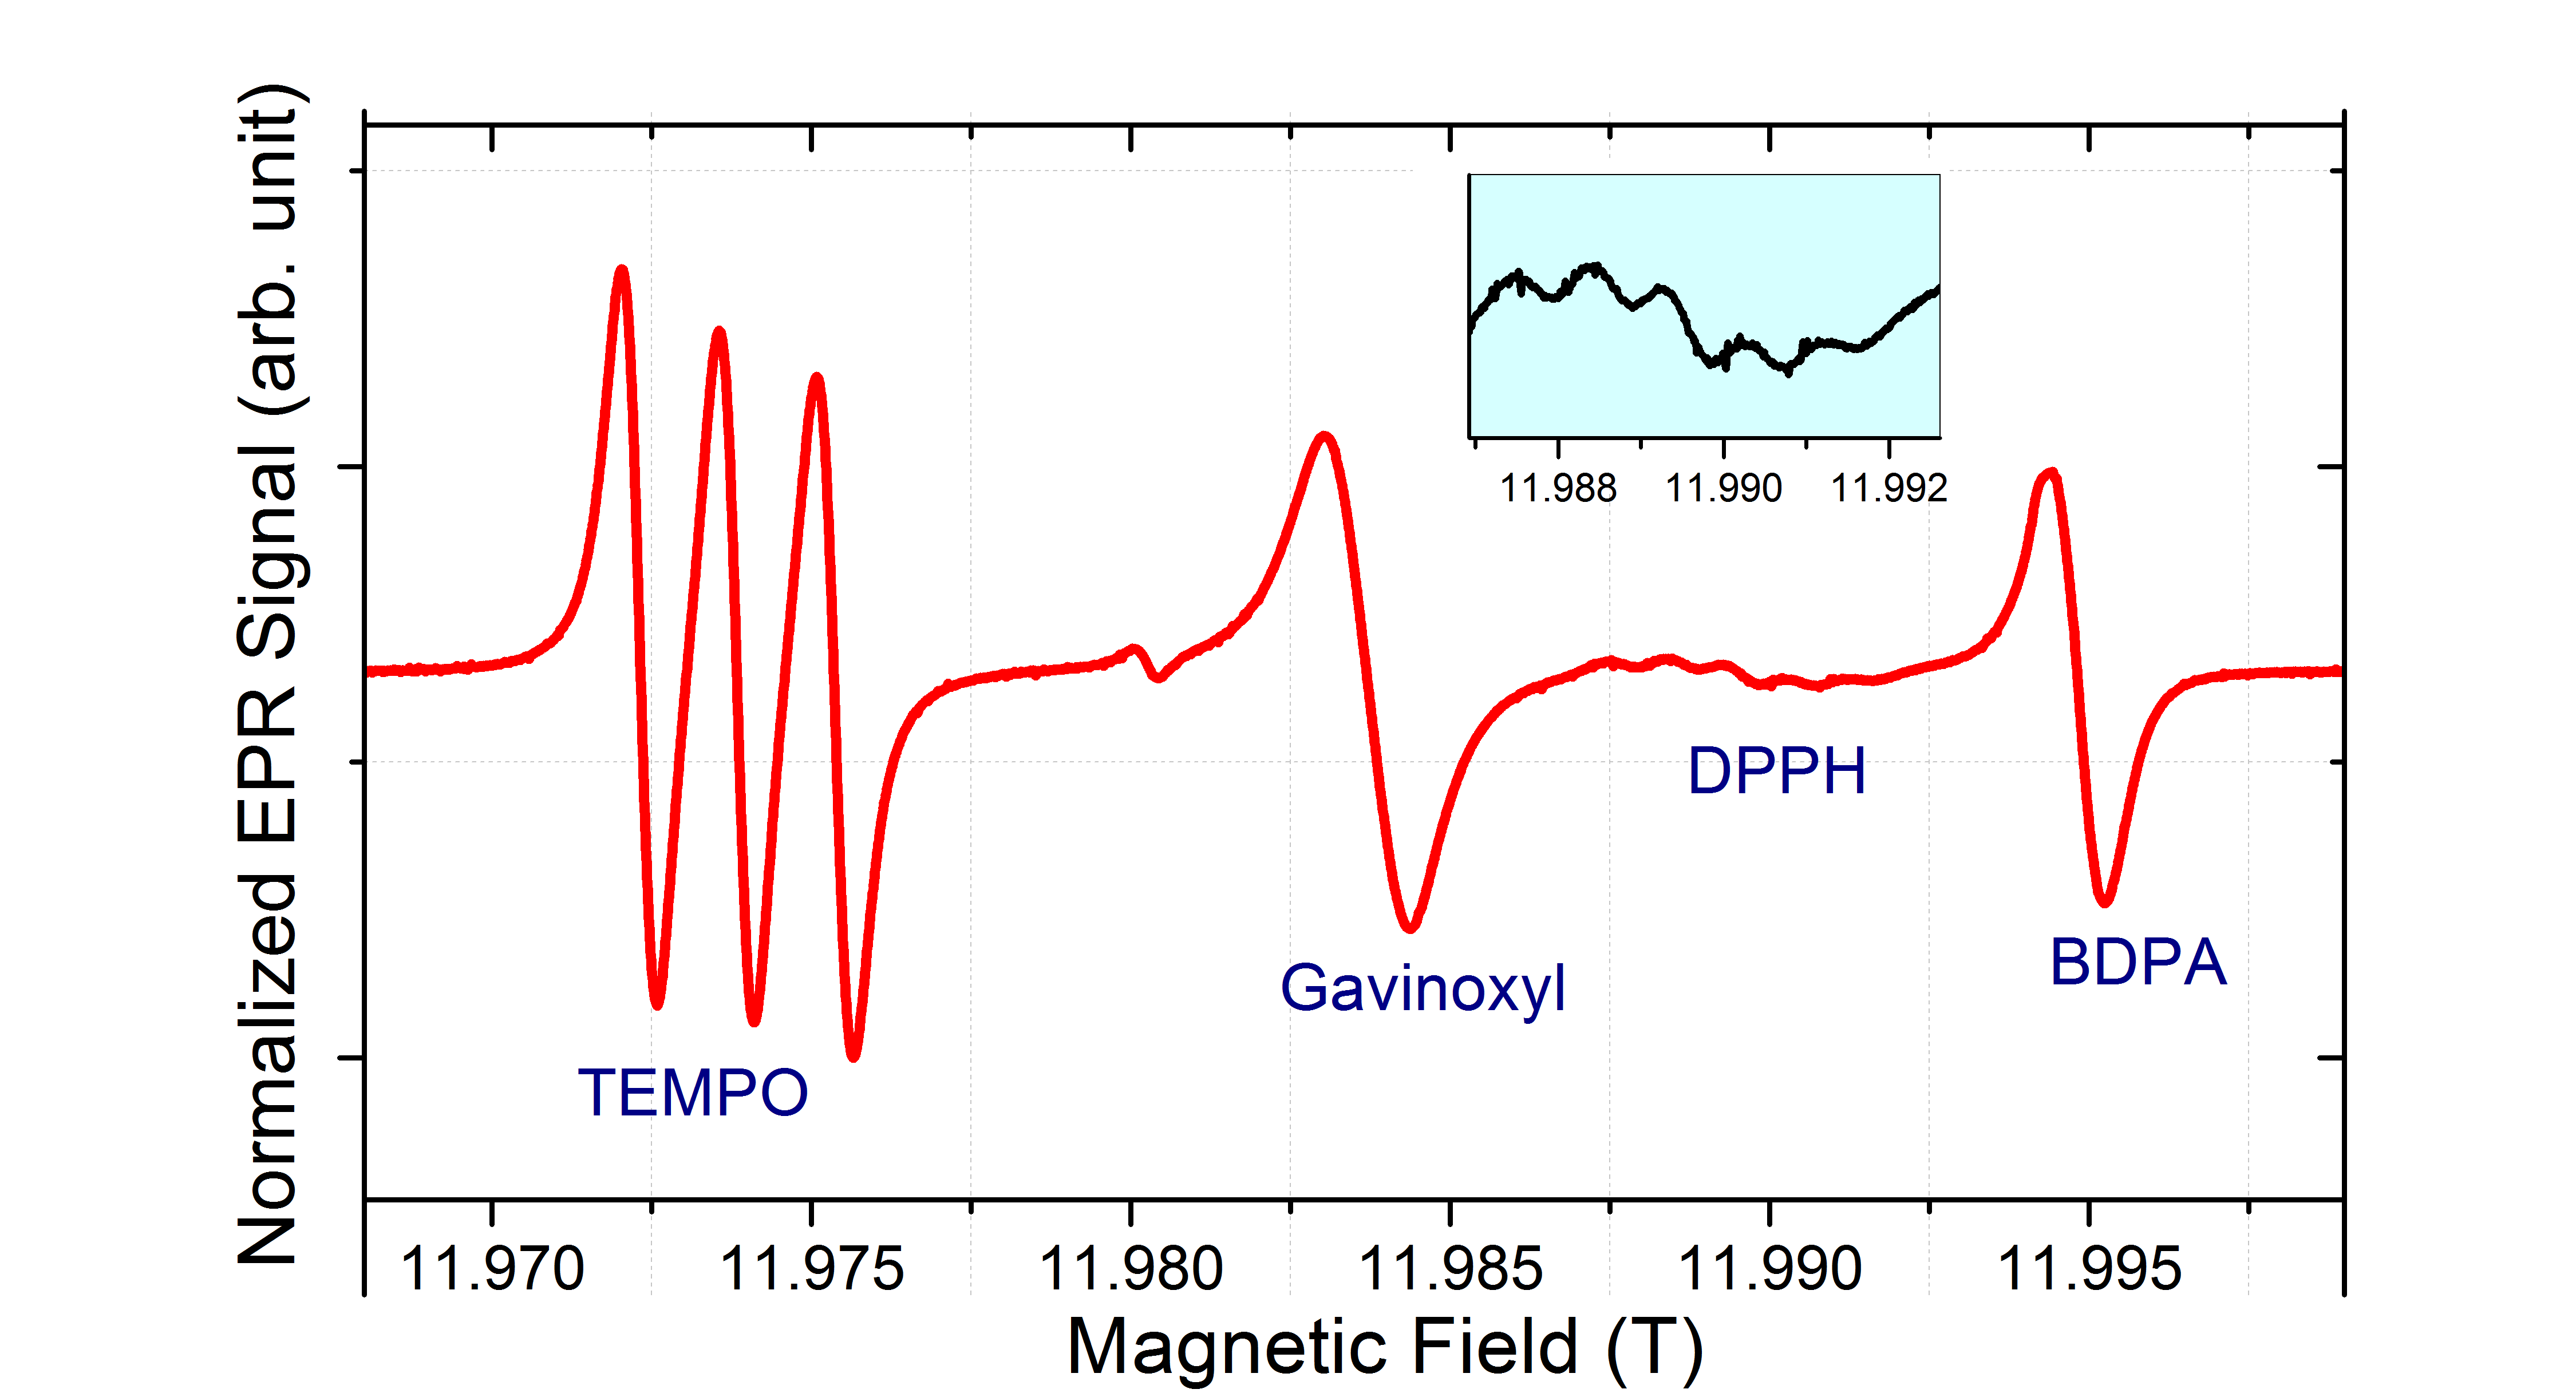 Normalized EPR Signal (arb. unit)
11.988 11.990 11.992
DPPH
BDPA
Gavinoxyl
TEMPO
11.970 11.975 11.980 11.985 11.990 11.995
Magnetic Field (T)